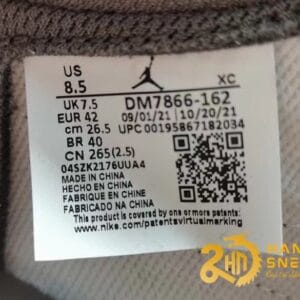 US XC
8.5
UK 7.5 DM7866-162
EUR 42 09/01/21 10/20/21
cm 26.5 UPC 00195867182034
BR 40
CN 265(2.5)
04SZK2176UUA4
MADE IN CHINA
HECHO EN CHINA
FABRIQUE EN CHINE
FABRICADO NA CHINA
This product is covered by one or more patents:
www.nike.com/patentsvirtualmarking
2HN